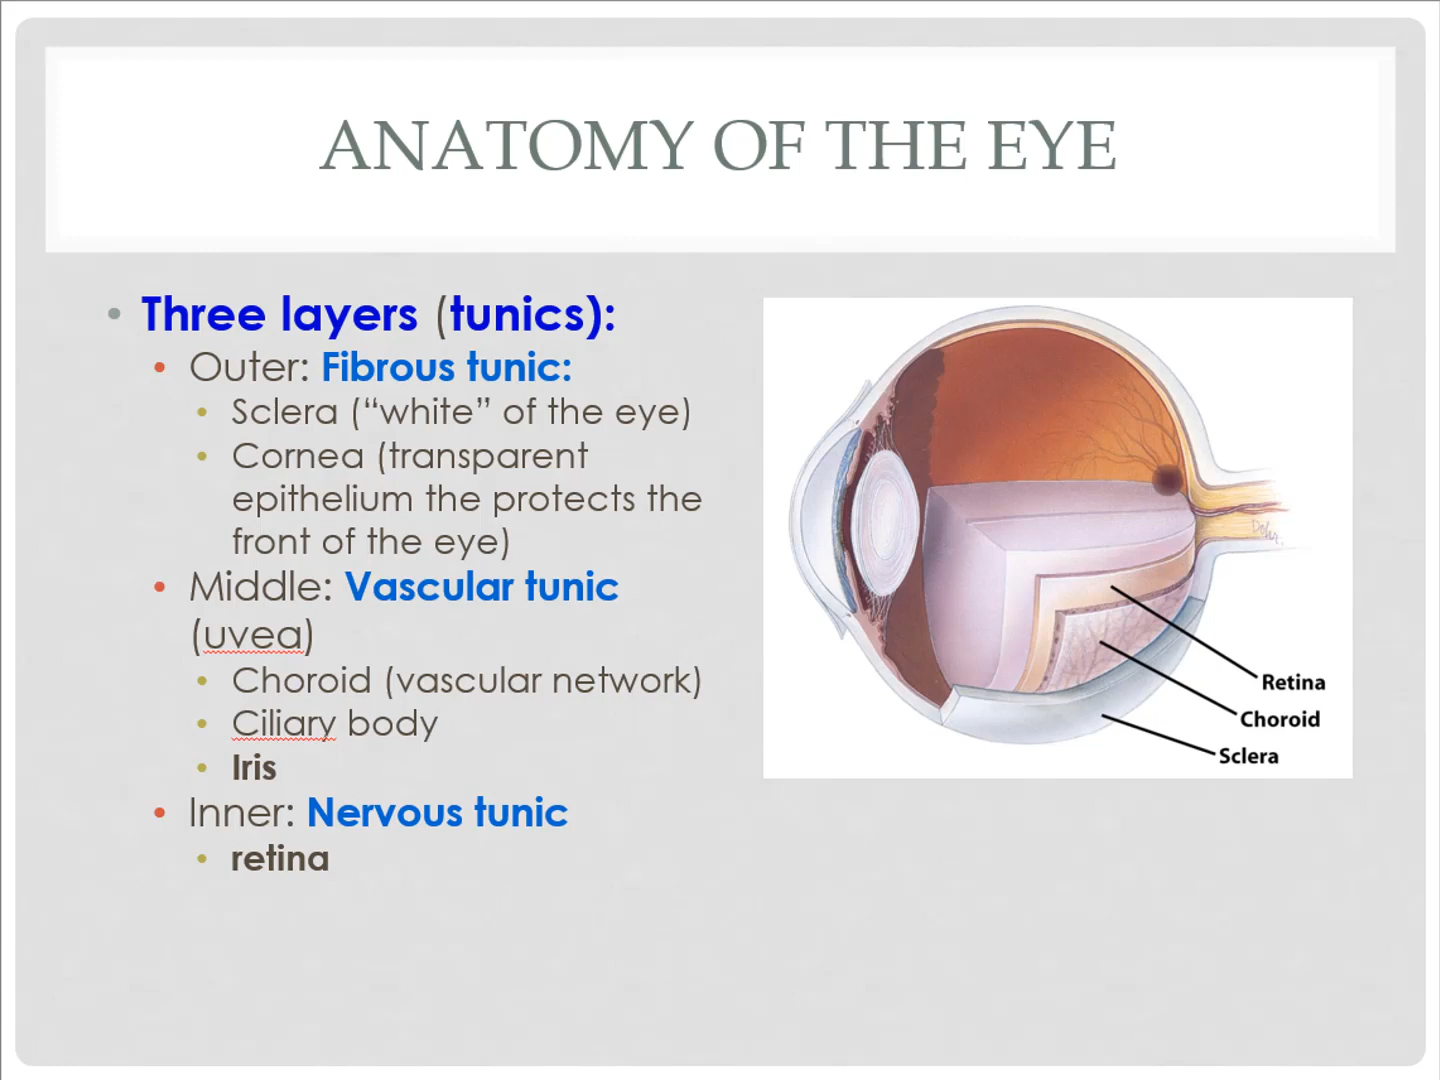 ANATOMY OF THE EYE
• Three layers (tunics):
• Outer: Fibrous tunic:
• Sclera (“white” of the eye)
• Cornea (transparent
epithelium the protects the
front of the eye)
• Middle: Vascular tunic
(uvea)
• Choroid (vascular network)
• Ciliary body
• Iris
• Inner: Nervous tunic
• retina
Retina
Choroid
Sclera